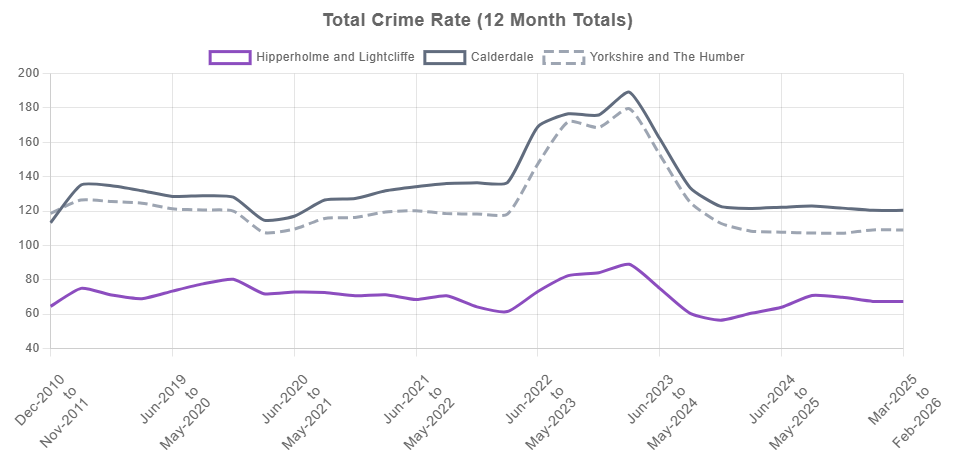 Total Crime Rate (12 Month Totals)
Hipperholme and Lightcliffe Calderdale Yorkshire and The Humber
200
180
160
140
120
100
80
60
40
Dec-2010
to
Nov-2011
Jun-2019
to
May-2020
Jun-2020
to
May-2021
Jun-2021
to
May-2022
Jun-2022
to
May-2023
Jun-2023
to
May-2024
Jun-2024
to
May-2025
Mar-2025
to
Feb-2026